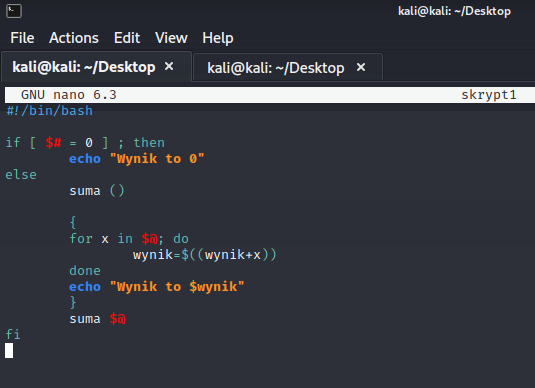 kali@kali: ~/Desktop
File Actions Edit View Help
kali@kali: ~/Desktop × kali@kali: ~/Desktop ×
GNU nano 6.3 skrypt1
#!/bin/bash
if [ $# = 0 ] ; then
echo "Wynik to 0"
else
suma ()
{
for x in $@; do
wynik=$((wynik+x))
done
echo "Wynik to $wynik"
}
suma $@
fi